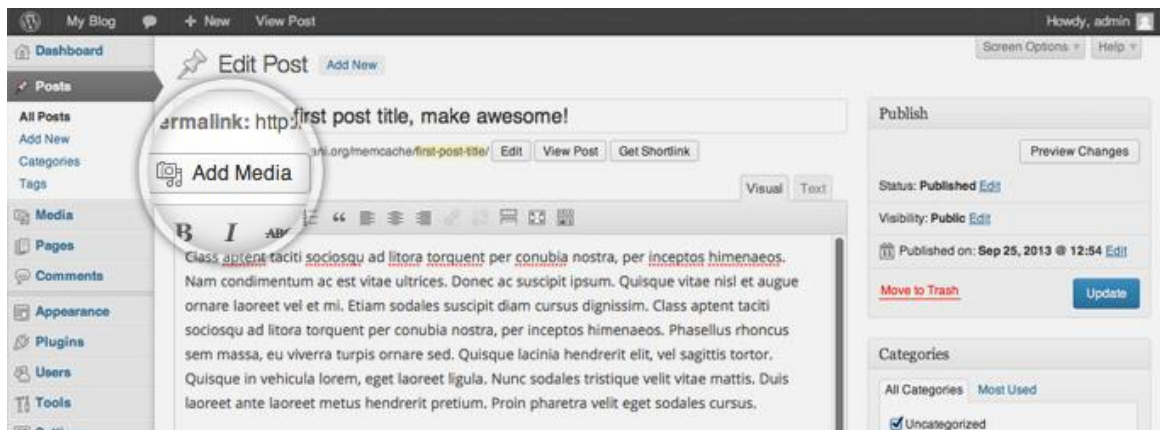 My Blog + New View Post Howdy, admin
Screen Options Help
Dashboard
Posts
All Posts
Add New
Categories
Tags
Media
Pages
Comments
Appearance
Plugins
Users
Tools
Edit Post Add New
first post title, make awesome!
ermalink: http:/
ani.org/memcache/first-post-title/ Edit View Post Get Shortlink
Add Media
Visual Text
B I ABC
Class aptent taciti sociosqu ad litora torquent per conubia nostra, per inceptos himenaeos.
Nam condimentum ac est vitae ultrices. Donec ac suscipit ipsum. Quisque vitae nisl et augue
ornare laoreet vel et mi. Etiam sodales suscipit diam cursus dignissim. Class aptent taciti
sociosqu ad litora torquent per conubia nostra, per inceptos himenaeos. Phasellus rhoncus
sem massa, eu viverra turpis ornare sed. Quisque lacinia hendrerit elit, vel sagittis tortor.
Quisque in vehicula lorem, eget laoreet ligula. Nunc sodales tristique velit vitae mattis. Duis
laoreet ante laoreet metus hendrerit pretium. Proin pharetra velit eget sodales cursus.
Publish
Preview Changes
Status: Published Edit
Visibility: Public Edit
Published on: Sep 25, 2013 @ 12:54 Edit
Move to Trash Update
Categories
All Categories Most Used
Uncategorized